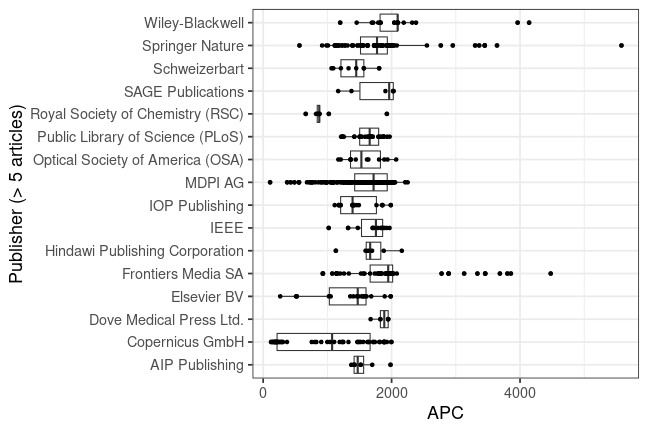 Publisher (> 5 articles)
Wiley-Blackwell
Springer Nature
Schweizerbart
SAGE Publications
Royal Society of Chemistry (RSC)
Public Library of Science (PLoS)
Optical Society of America (OSA)
MDPI AG
IOP Publishing
IEEE
Hindawi Publishing Corporation
Frontiers Media SA
Elsevier BV
Dove Medical Press Ltd.
Copernicus GmbH
AIP Publishing
0 2000 4000
APC